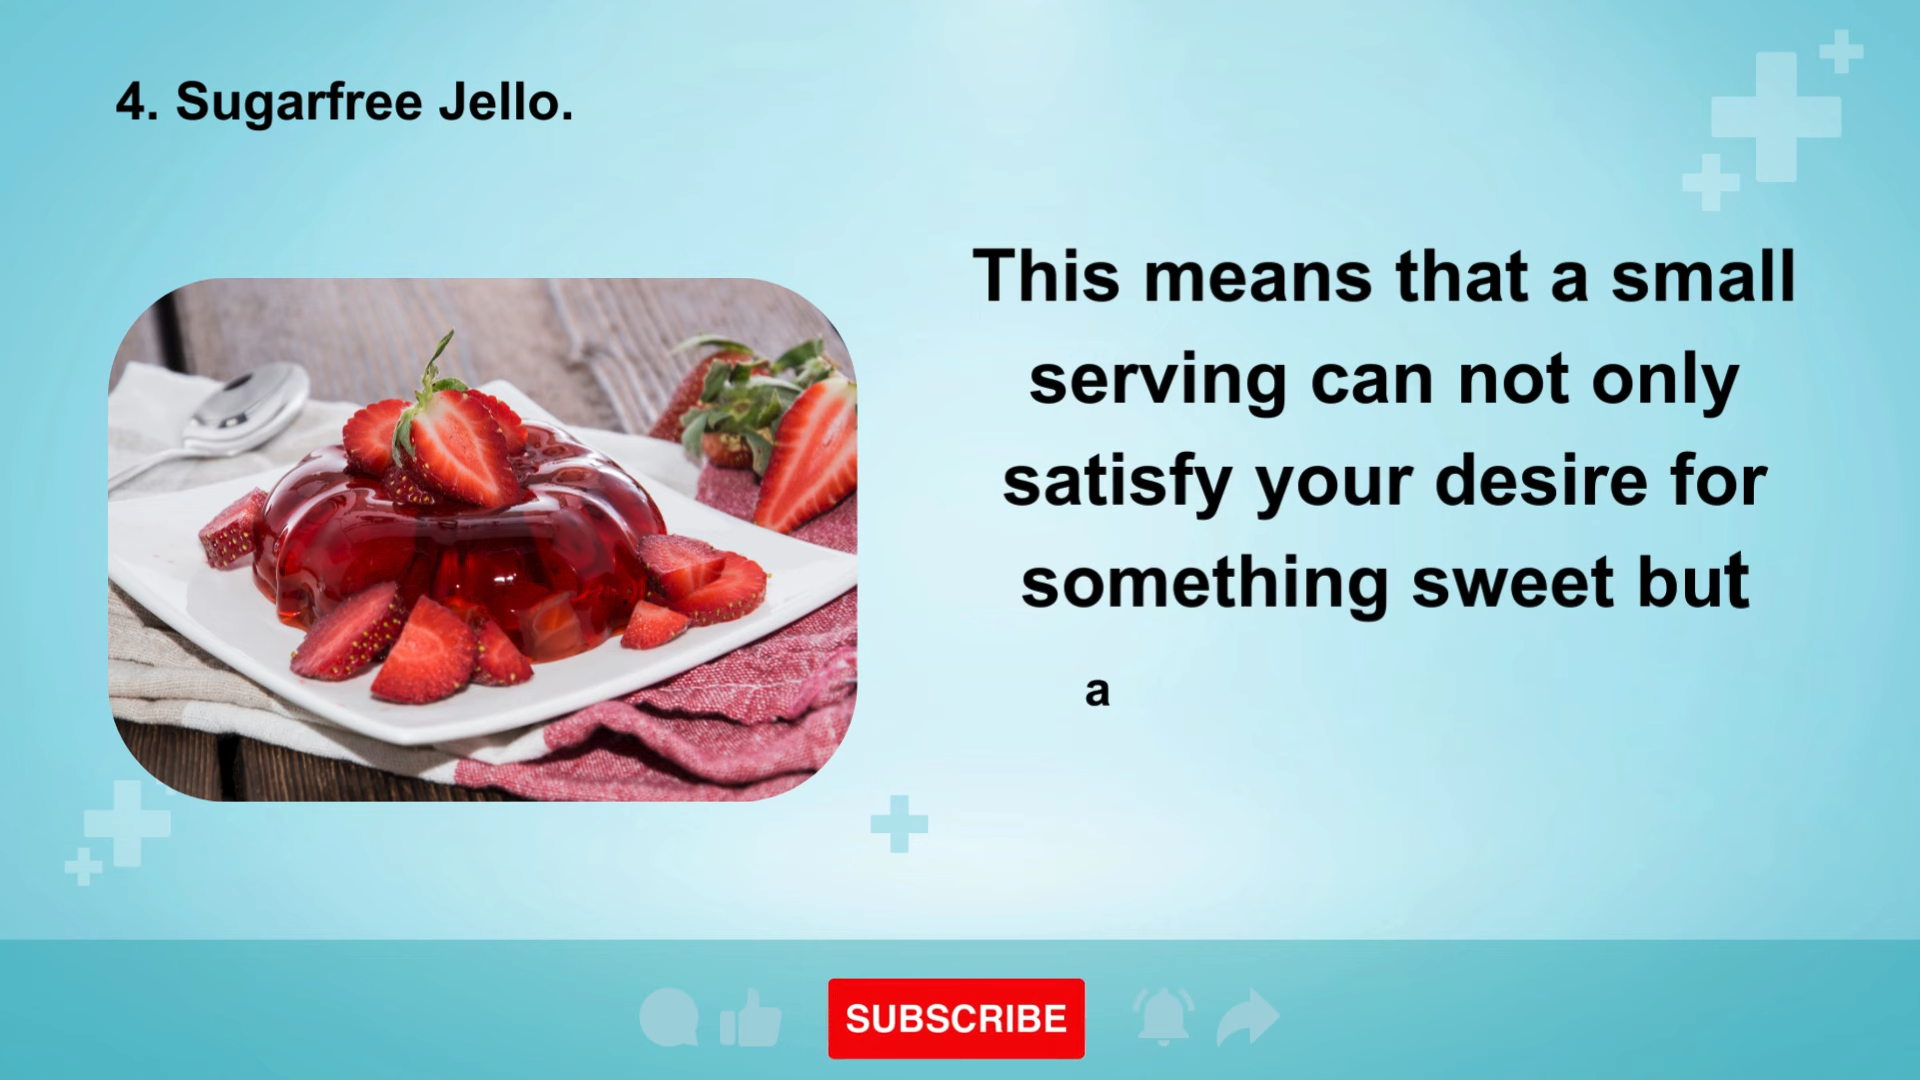 4. Sugarfree Jello.
This means that a small
serving can not only
satisfy your desire for
something sweet but
a
SUBSCRIBE